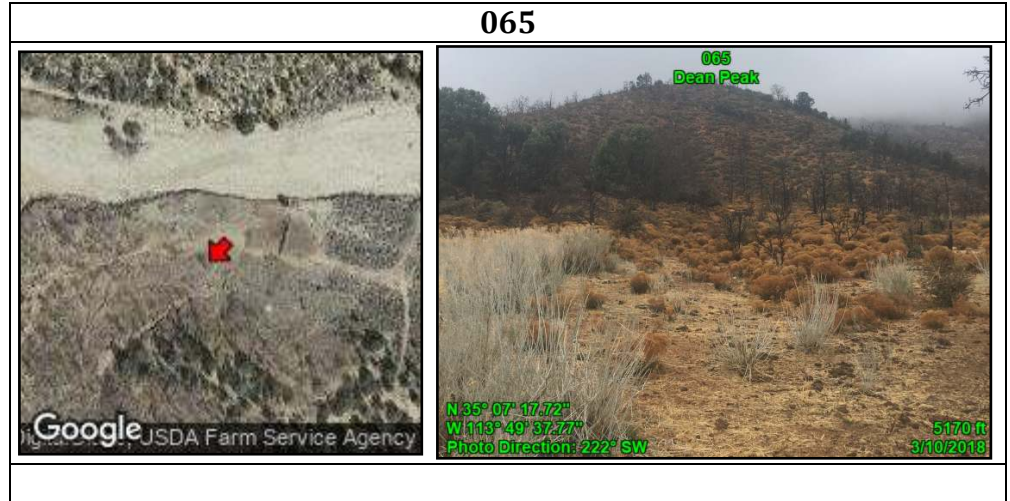 065
065
Dean Peak
N 35° 07' 17.72"
W 113° 49' 37.77"
Photo Direction: 222° SW
5170 ft
3/10/2018
Google
USDA Farm Service Agency